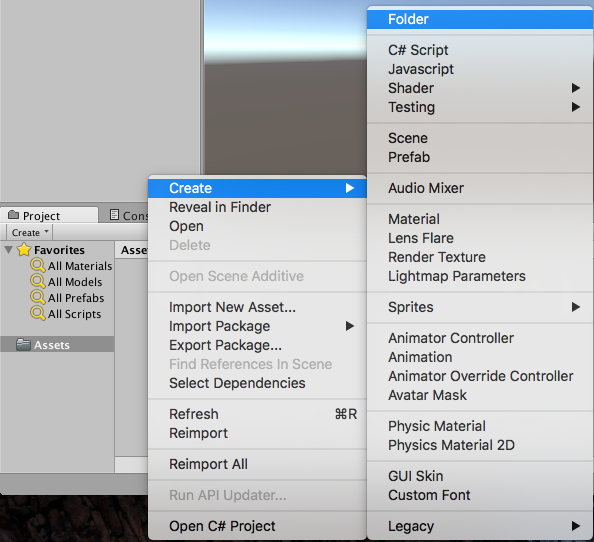 Project
Cons
Create
Asse
Favorites
All Materials
All Models
All Prefabs
All Scripts
Assets
Create
Reveal in Finder
Open
Delete
Open Scene Additive
Import New Asset...
Import Package
Export Package...
Find References In Scene
Select Dependencies
Refresh ⌘R
Reimport
Reimport All
Run API Updater...
Open C# Project
Folder
C# Script
Javascript
Shader
Testing
Scene
Prefab
Audio Mixer
Material
Lens Flare
Render Texture
Lightmap Parameters
Sprites
Animator Controller
Animation
Animator Override Controller
Avatar Mask
Physic Material
Physics Material 2D
GUI Skin
Custom Font
Legacy